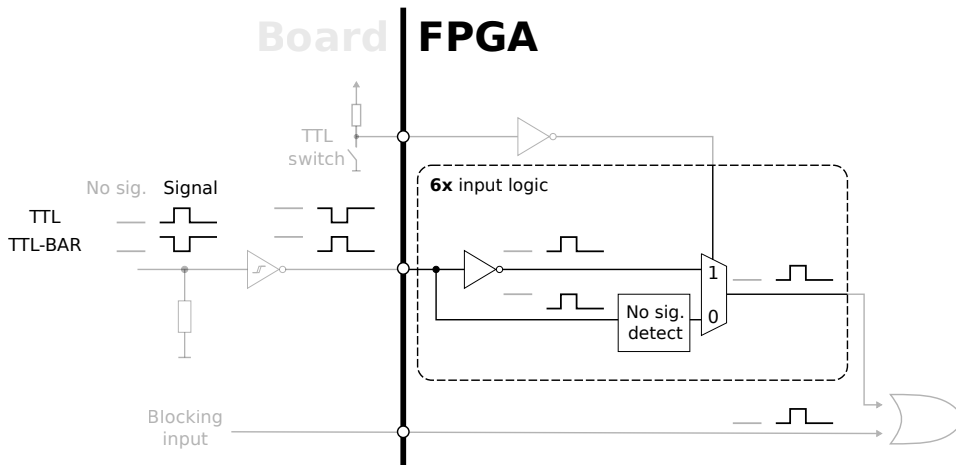 Board FPGA
TTL
switch
6x input logic
No sig. Signal
TTL
TTL-BAR
1
No sig.
detect
0
Blocking
input